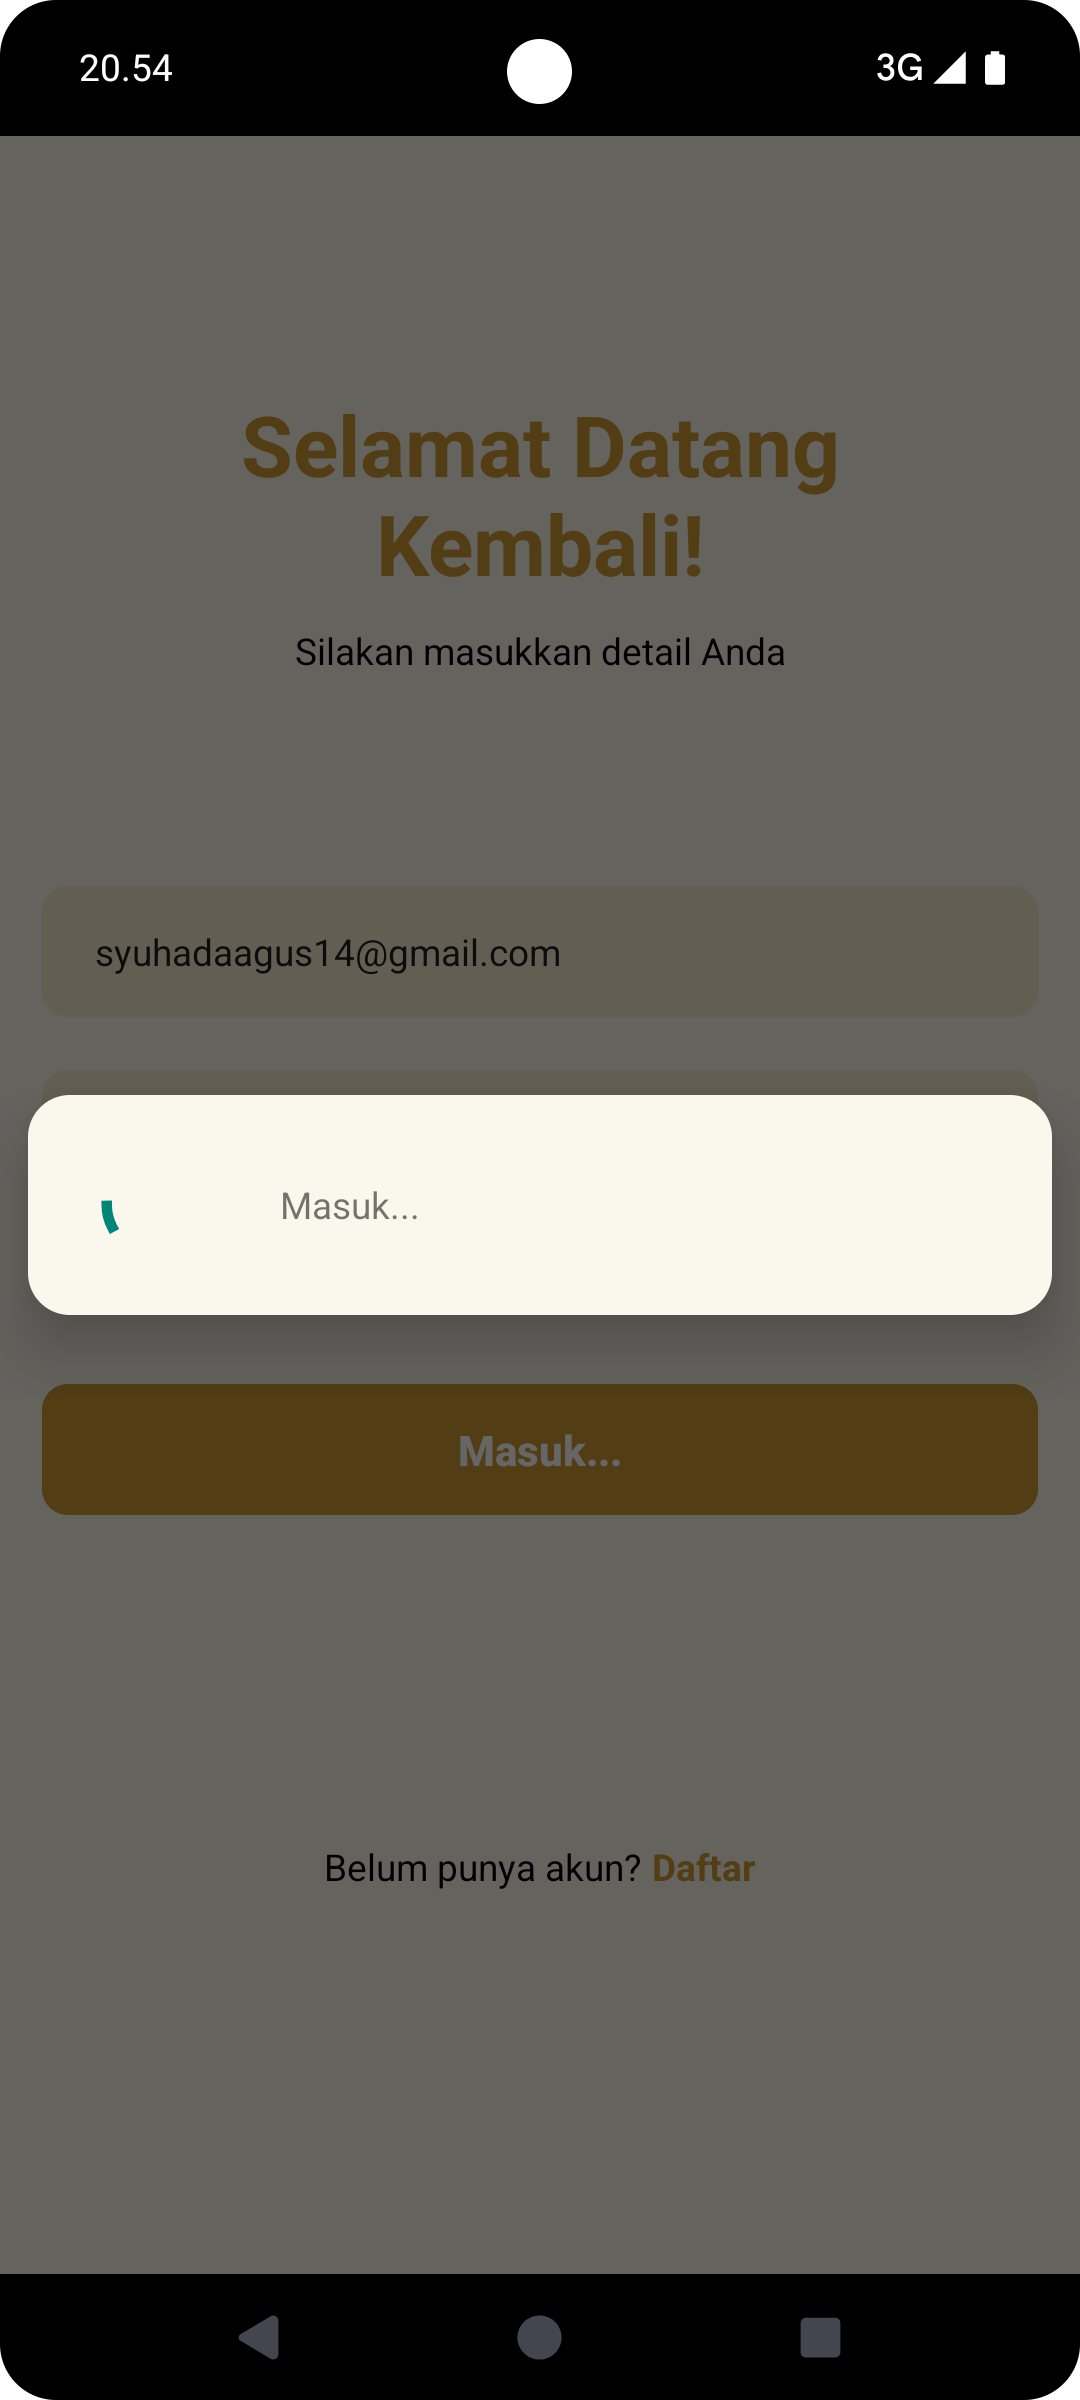 20.54
3G
Selamat Datang
Kembali!
Silakan masukkan detail Anda
syuhadaagus14@gmail.com
Masuk...
Masuk...
Belum punya akun? Daftar